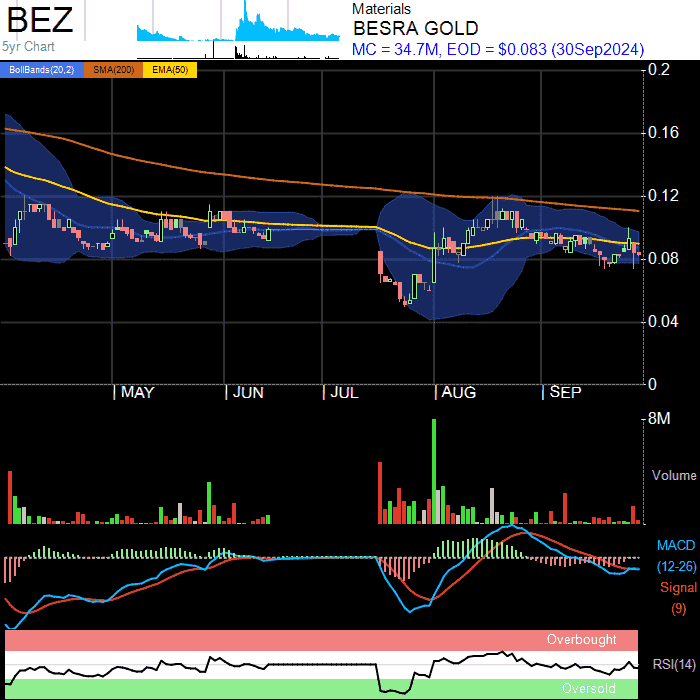 BEZ
5yr Chart
Materials
BESRA GOLD
MC = 34.7M, EOD = $0.083 (30Sep2024)
BollBands(20,2) SMA(200) EMA(50)
0.2
0.16
0.12
0.08
0.04
0
MAY JUN JUL AUG SEP
8M
Volume
MACD
(12-26)
Signal
(9)
Overbought
RSI(14)
Oversold